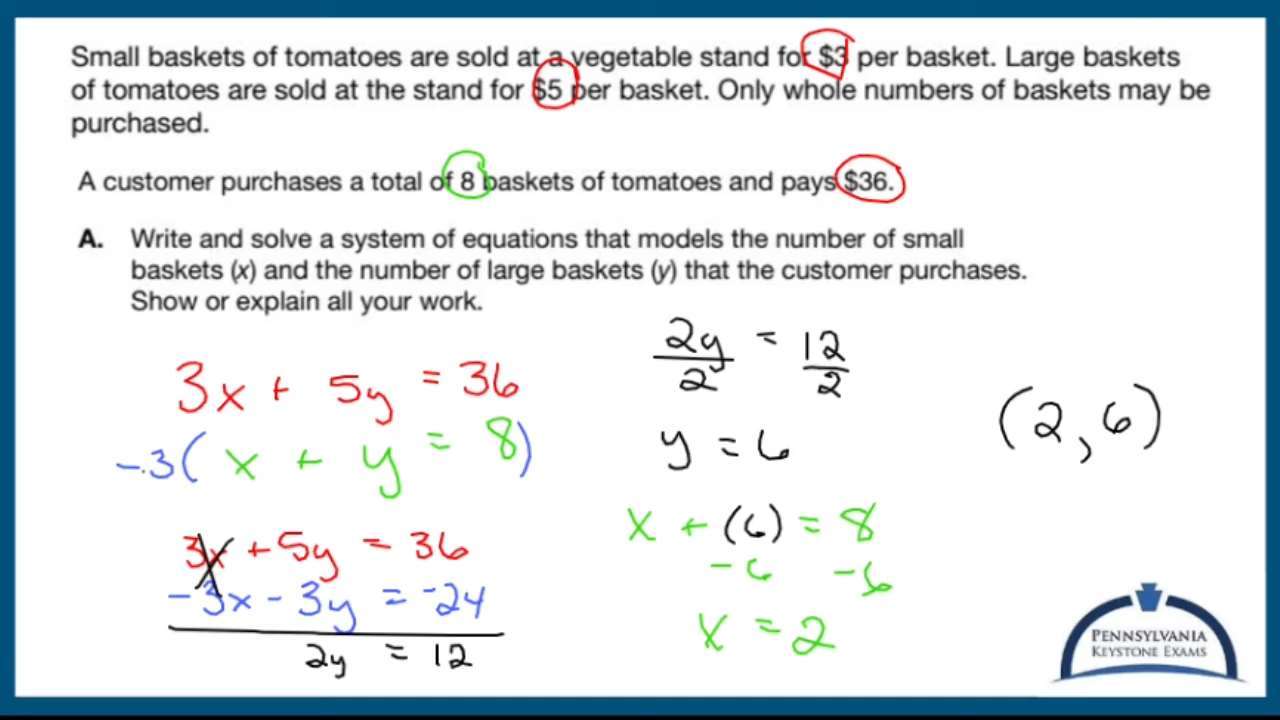 Small baskets of tomatoes are sold at a vegetable stand for $3 per basket. Large baskets
of tomatoes are sold at the stand for $5 per basket. Only whole numbers of baskets may be
purchased.
A customer purchases a total of 8 baskets of tomatoes and pays $36.
A. Write and solve a system of equations that models the number of small
baskets (x) and the number of large baskets (y) that the customer purchases.
Show or explain all your work.
3x + 5y = 36
-3( x + y = 8)
3x + 5y = 36
-3x - 3y = -24
2y = 12
2y/2 = 12/2
y = 6
x + (6) = 8
-6 -6
x = 2
(2, 6)
PENNSYLVANIA
KEYSTONE EXAMS